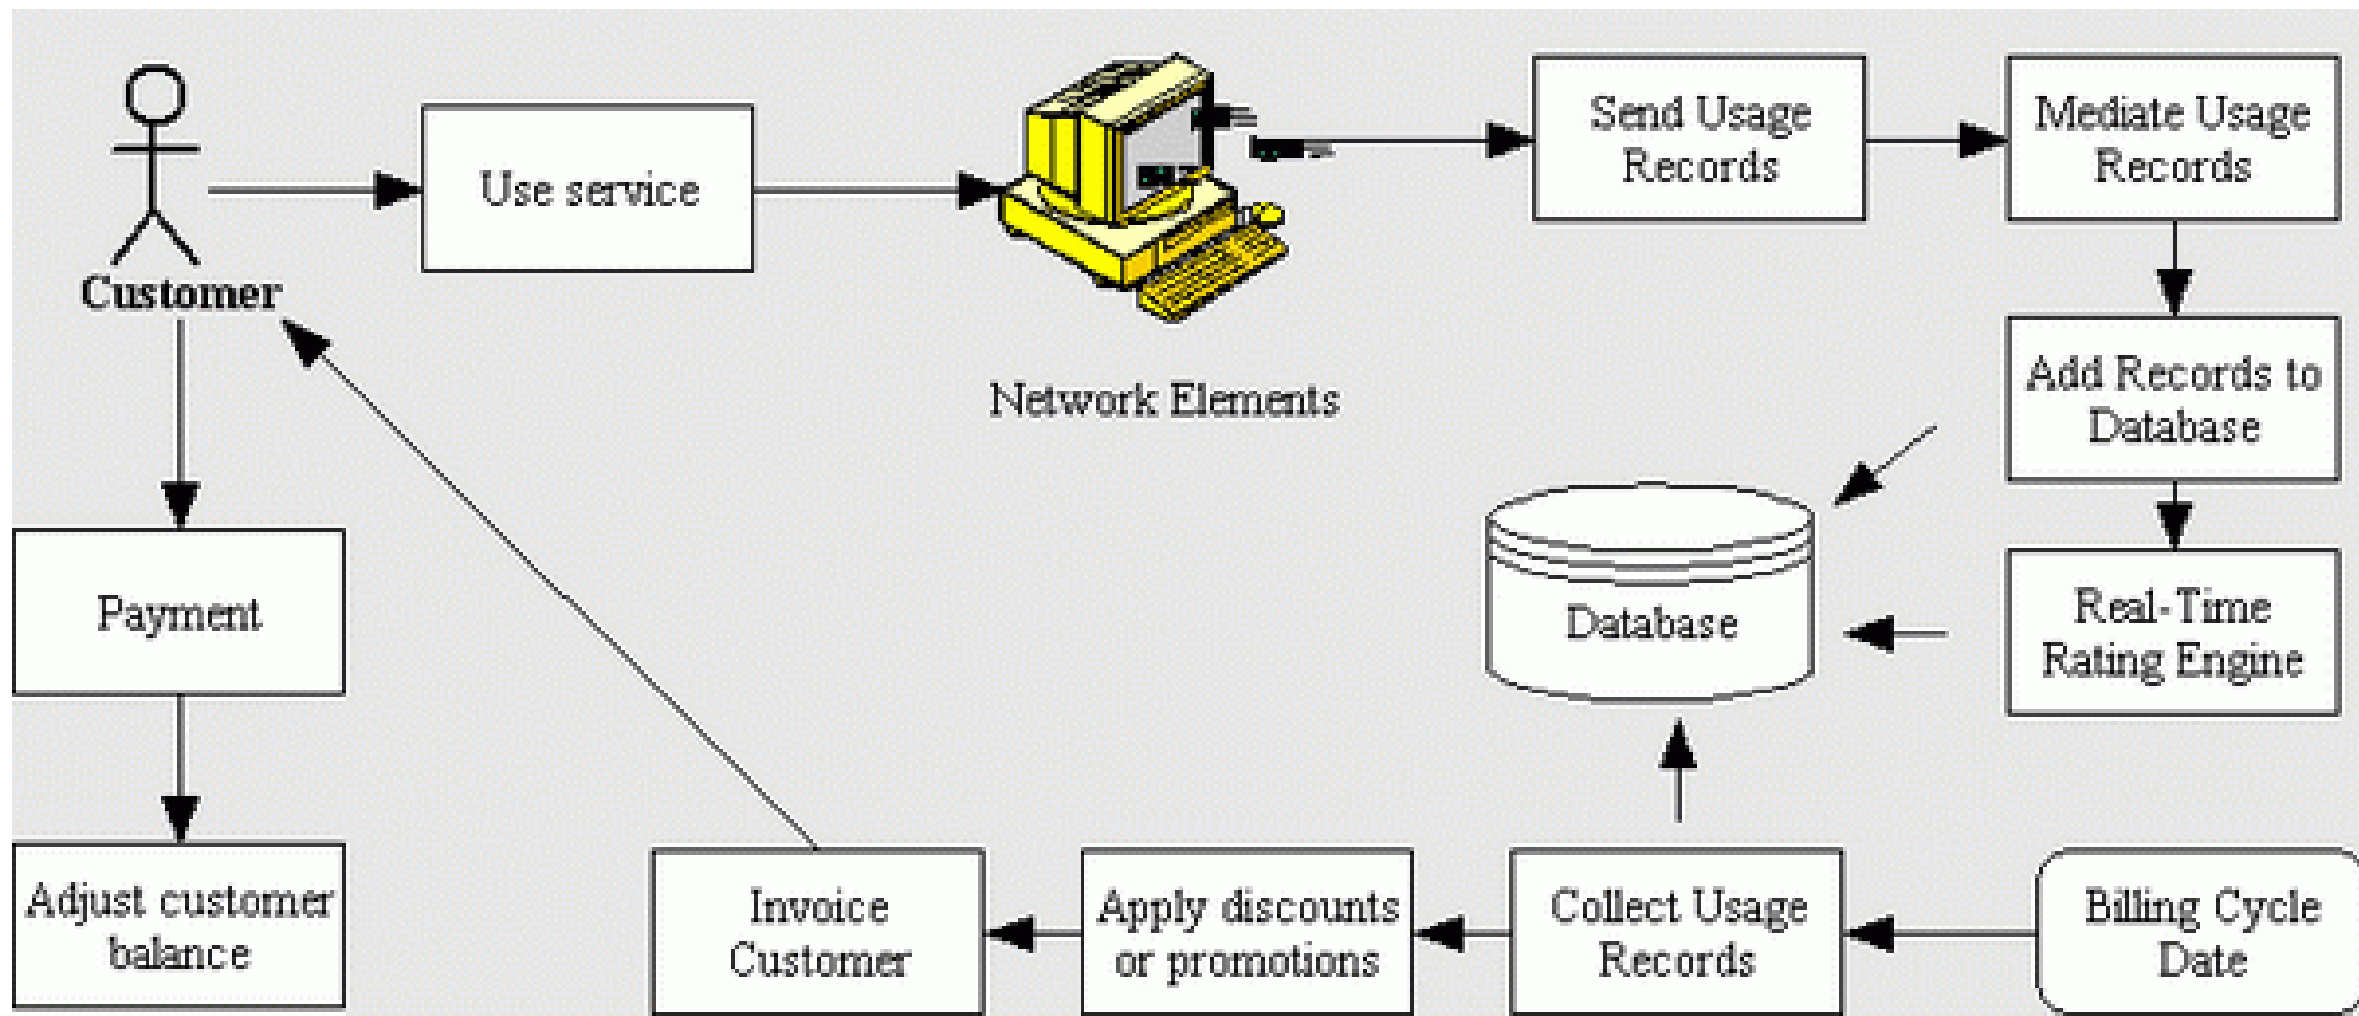 Send Usage
Records
Mediate Usage
Records
Use service
Customer
Network Elements
Add Records to
Database
Database
Real-Time
Rating Engine
Payment
Adjust customer
balance
Invoice
Customer
Apply discounts
or promotions
Collect Usage
Records
Billing Cycle
Date